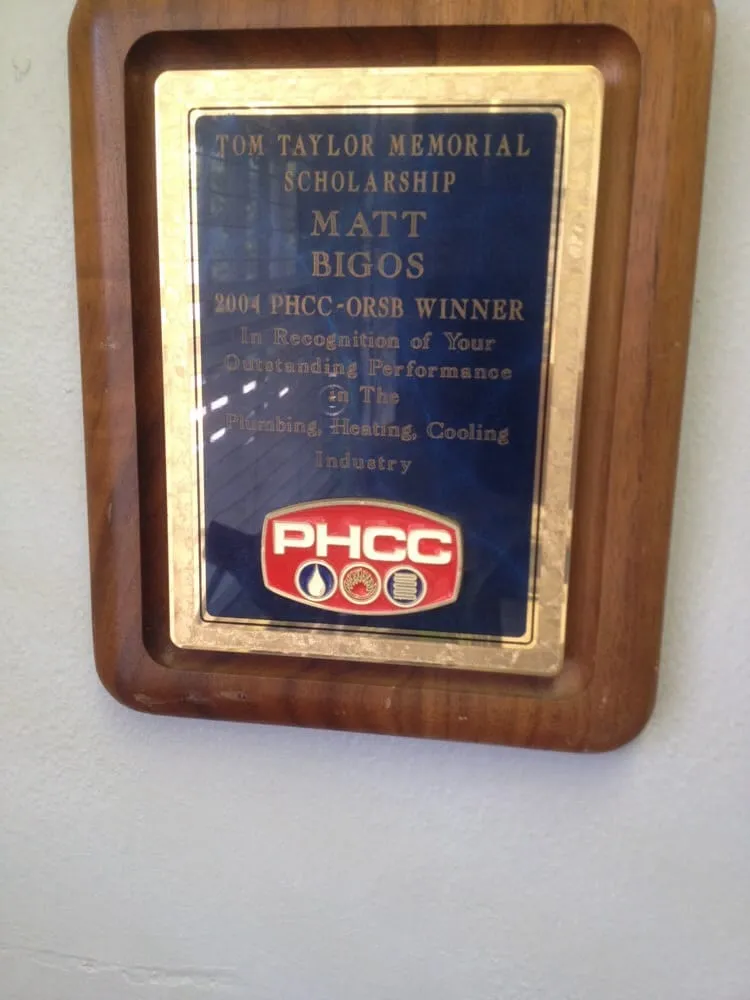 TOM TAYLOR MEMORIAL
SCHOLARSHIP
MATT
BIGOS
2004 PHCC-ORSB WINNER
In Recognition of Your
Outstanding Performance
in The
Plumbing, Heating, Cooling
Industry
PHCC